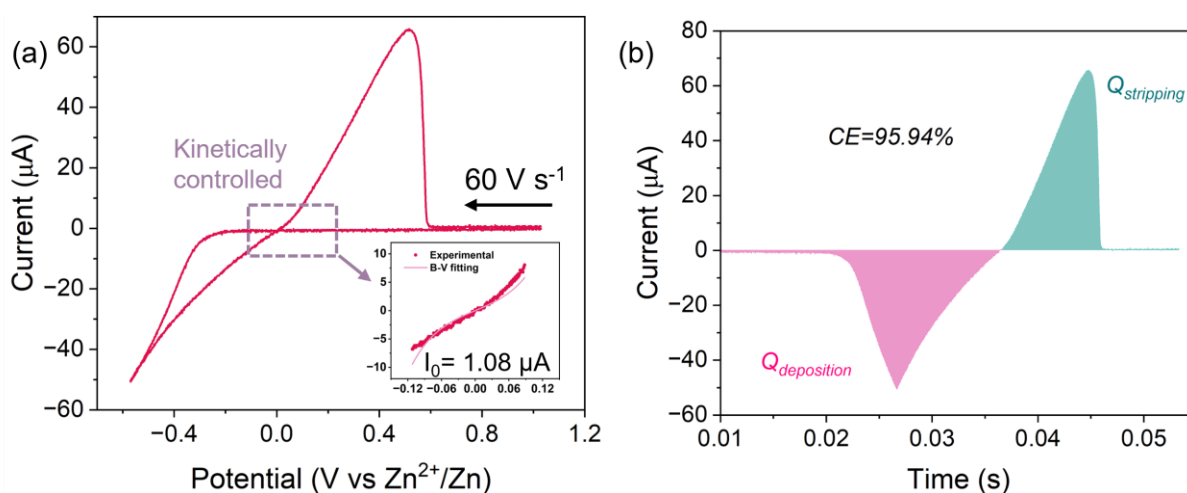 (a)
Current (μA)
60
40
20
0
−20
−40
−60
Kinetically
controlled
60 V s⁻¹
Experimental
B-V fitting
10
5
0
−5
−10
I₀= 1.08 μA
−0.12 −0.06 0.00 0.06 0.12
−0.4 0.0 0.4 0.8 1.2
Potential (V vs Zn²⁺/Zn)
(b)
Current (μA)
80
60
40
20
0
−20
−40
−60
CE=95.94%
Q stripping
Q deposition
0.01 0.02 0.03 0.04 0.05
Time (s)